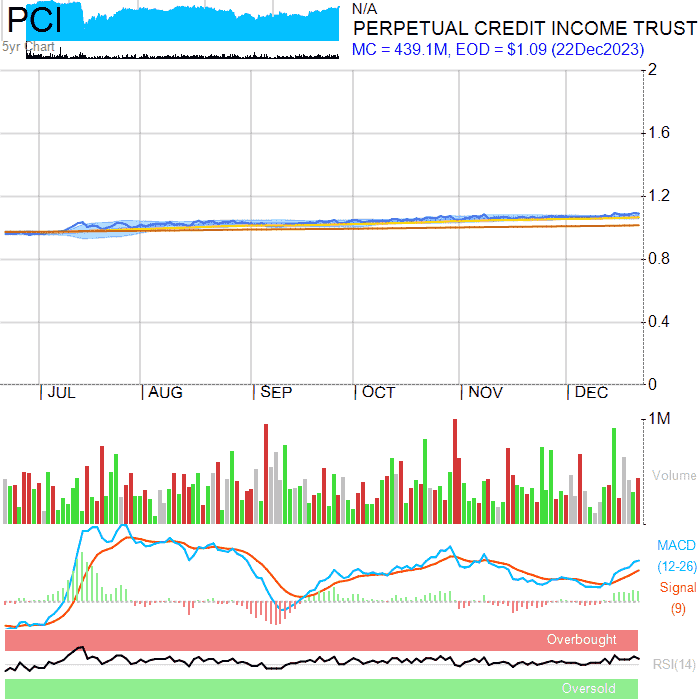 PCI
5yr Chart
N/A
PERPETUAL CREDIT INCOME TRUST
MC = 439.1M, EOD = $1.09 (22Dec2023)
2
1.6
1.2
0.8
0.4
0
JUL AUG SEP OCT NOV DEC
1M
Volume
MACD
(12-26)
Signal
(9)
Overbought
RSI(14)
Oversold